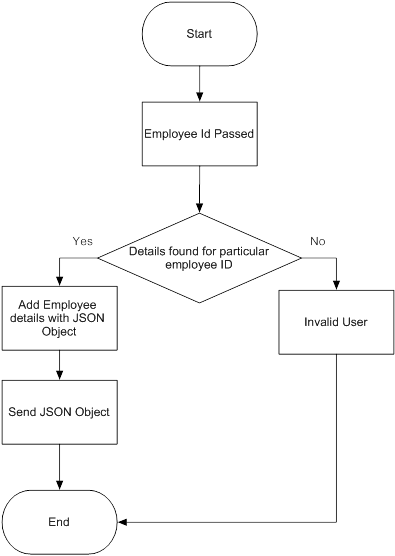 Start
Employee Id Passed
Details found for particular
employee ID
Yes
No
Add Employee
details with JSON
Object
Invalid User
Send JSON Object
End